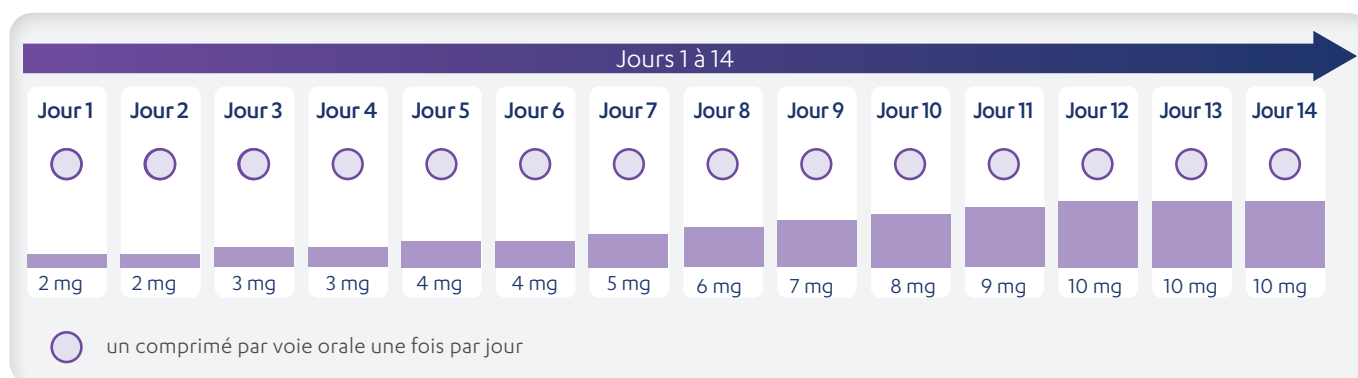 Jours 1 à 14
Jour 1 Jour 2 Jour 3 Jour 4 Jour 5 Jour 6 Jour 7 Jour 8 Jour 9 Jour 10 Jour 11 Jour 12 Jour 13 Jour 14
2 mg 2 mg 3 mg 3 mg 4 mg 4 mg 5 mg 6 mg 7 mg 8 mg 9 mg 10 mg 10 mg 10 mg
un comprimé par voie orale une fois par jour